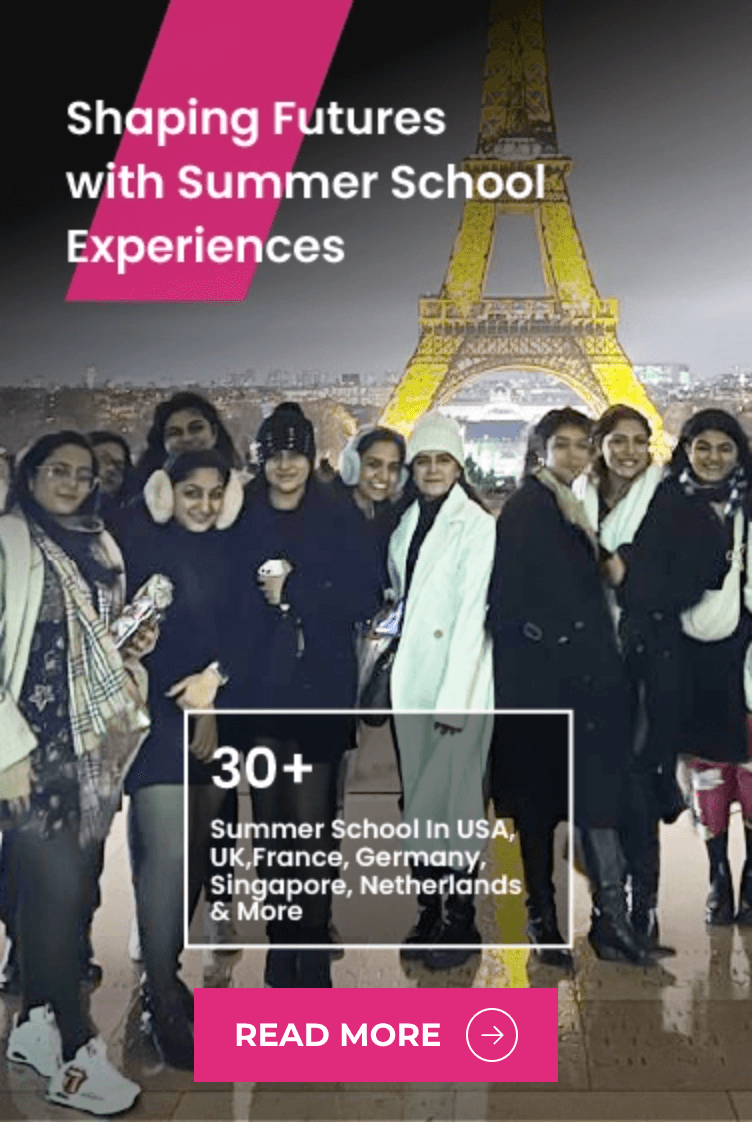 Shaping Futures
with Summer School
Experiences
30+
Summer School In USA,
UK,France, Germany,
Singapore, Netherlands
& More
READ MORE